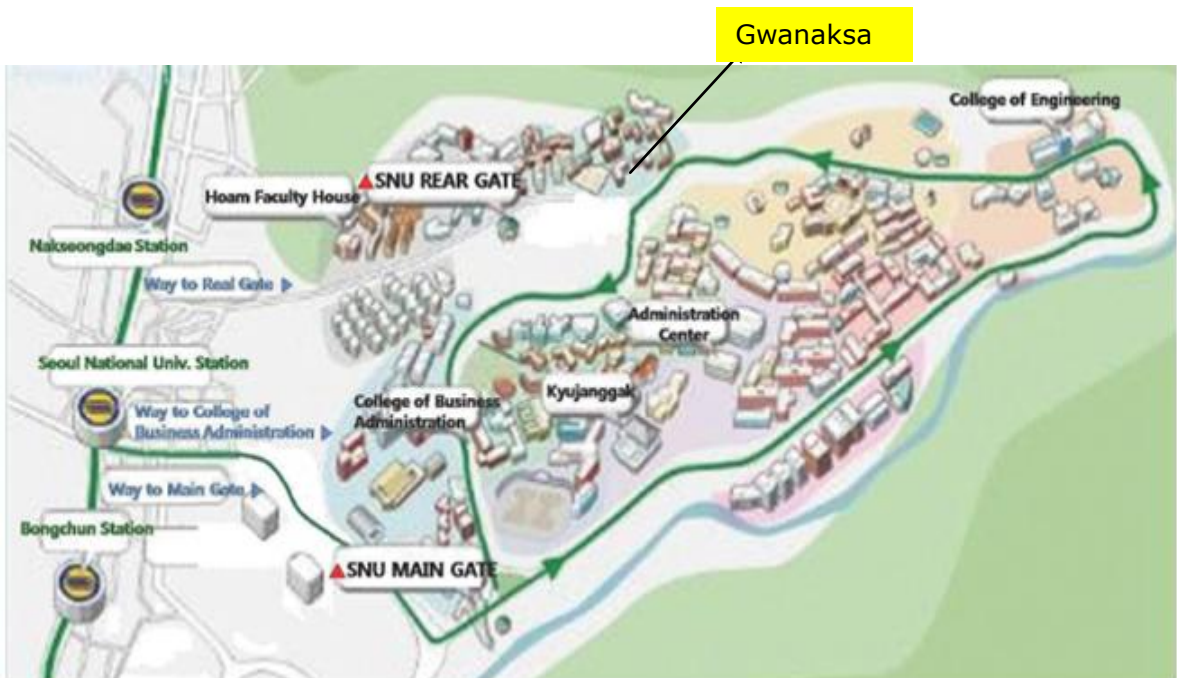 Gwanaksa
College of Engineering
SNU REAR GATE
Hoam Faculty House
Nakseongdae Station
Way to Real Gate
Administration
Center
Seoul National Univ. Station
Kyujanggak
College of Business
Administration
Way to College of
Business Administration
Way to Main Gate
Bongchun Station
SNU MAIN GATE